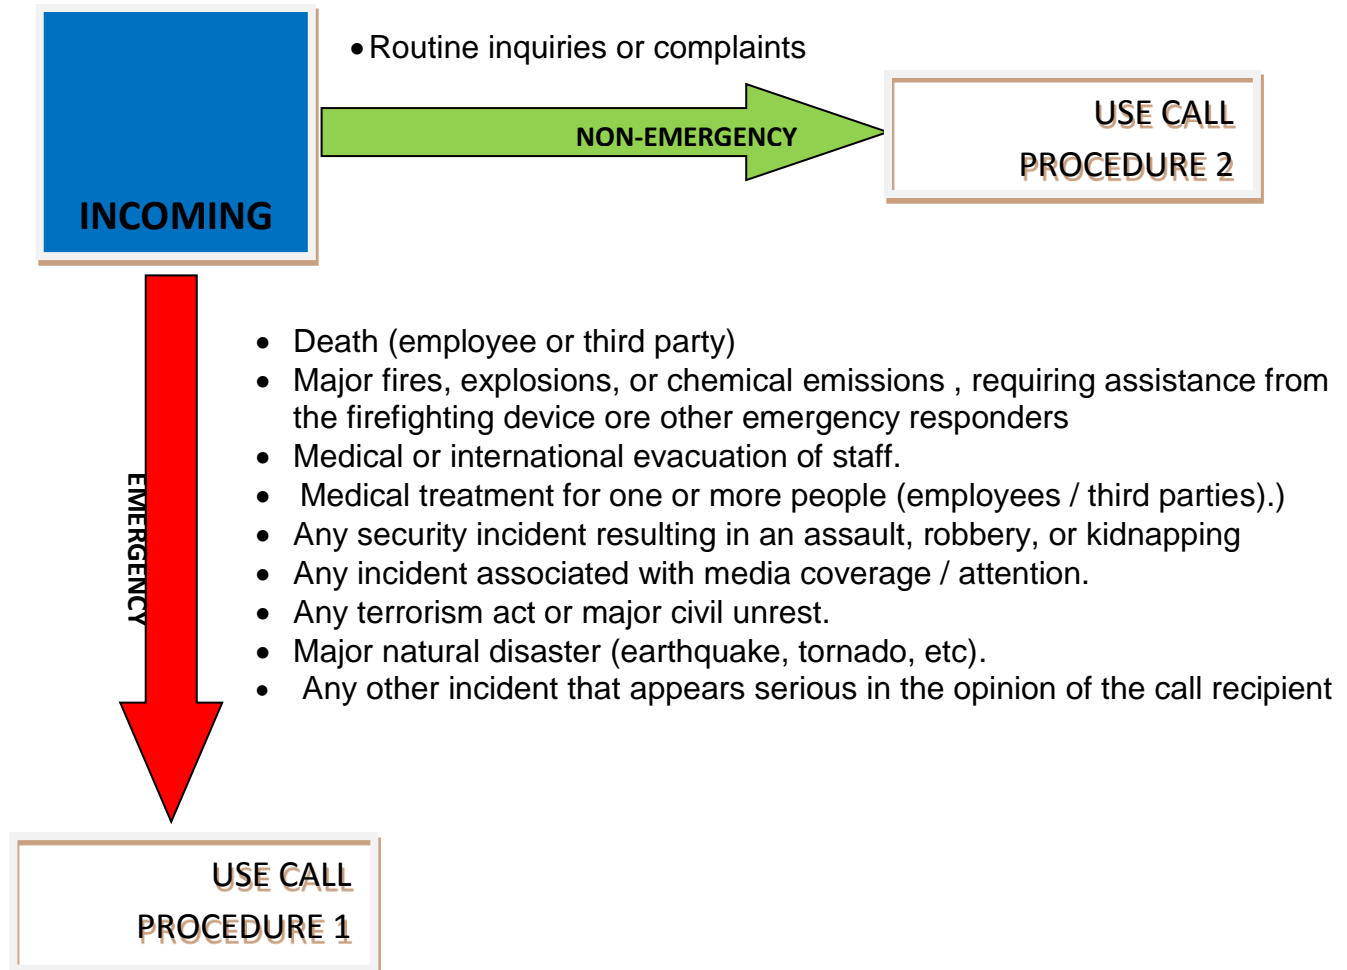 • Routine inquiries or complaints
NON-EMERGENCY
USE CALL
PROCEDURE 2
INCOMING
EMERGENCY
• Death (employee or third party)
• Major fires, explosions, or chemical emissions , requiring assistance from
the firefighting device ore other emergency responders
• Medical or international evacuation of staff.
• Medical treatment for one or more people (employees / third parties).)
• Any security incident resulting in an assault, robbery, or kidnapping
• Any incident associated with media coverage / attention.
• Any terrorism act or major civil unrest.
• Major natural disaster (earthquake, tornado, etc).
• Any other incident that appears serious in the opinion of the call recipient
USE CALL
PROCEDURE 1